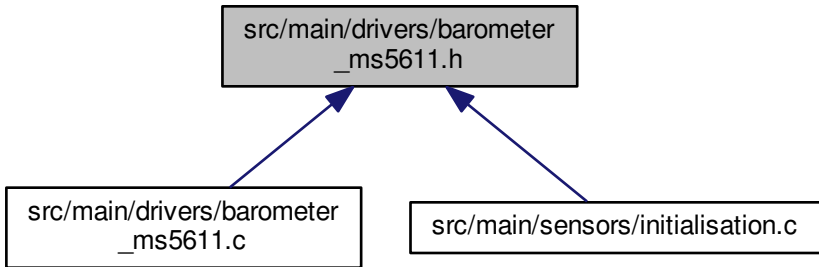 src/main/drivers/barometer
_ms5611.h
src/main/drivers/barometer
_ms5611.c
src/main/sensors/initialisation.c